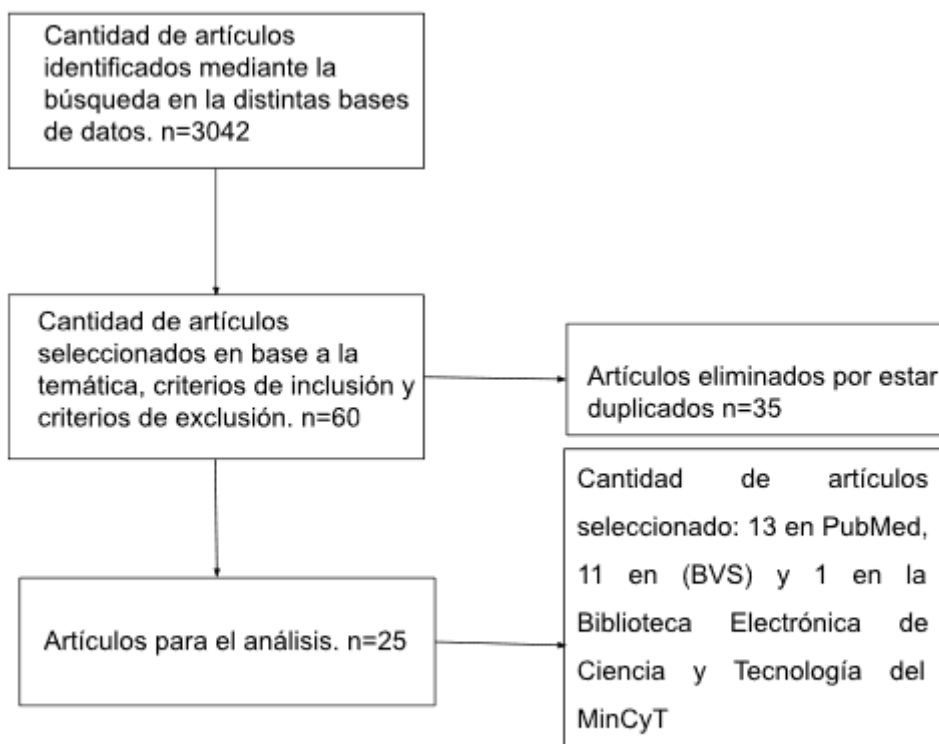 Cantidad de artículos
identificados mediante la
búsqueda en la distintas bases
de datos. n=3042
Cantidad de artículos
seleccionados en base a la
temática, criterios de inclusión y
criterios de exclusión. n=60
Artículos eliminados por estar
duplicados n=35
Artículos para el análisis. n=25
Cantidad de artículos
seleccionado: 13 en PubMed,
11 en (BVS) y 1 en la
Biblioteca Electrónica de
Ciencia y Tecnología del
MinCyT